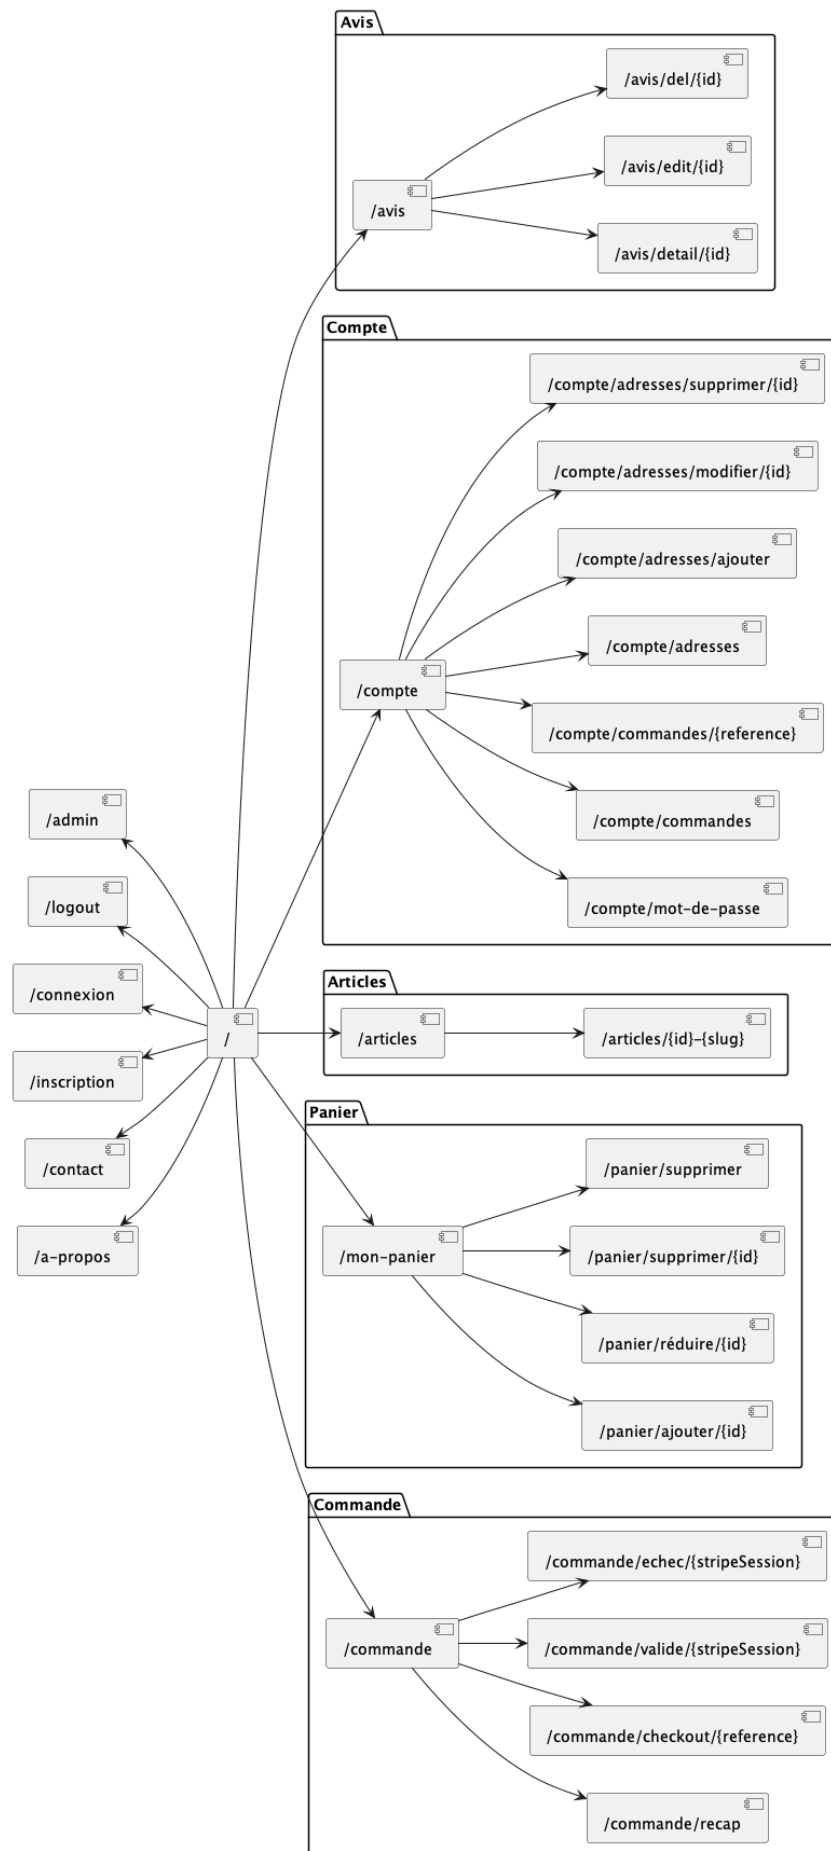 Avis
/avis/del/{id}
/avis/edit/{id}
/avis
/avis/detail/{id}
Compte
/compte/adresses/supprimer/{id}
/compte/adresses/modifier/{id}
/compte/adresses/ajouter
/compte/adresses
/compte
/compte/commandes/{reference}
/compte/commandes
/compte/mot-de-passe
/admin
/logout
/connexion
/inscription
/contact
/a-propos
/
Articles
/articles
/articles/{id}-{slug}
Panier
/panier/supprimer
/mon-panier
/panier/supprimer/{id}
/panier/réduire/{id}
/panier/ajouter/{id}
Commande
/commande/echec/{stripeSession}
/commande
/commande/valide/{stripeSession}
/commande/checkout/{reference}
/commande/recap